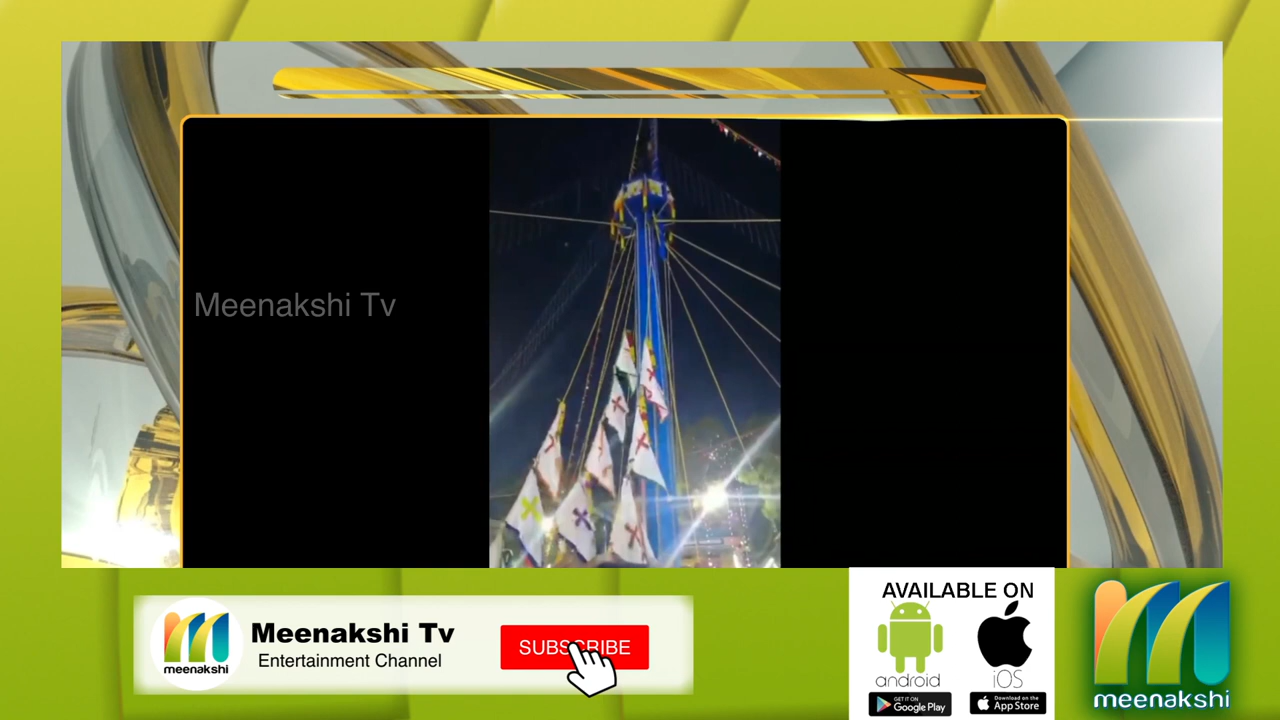 Meenakshi Tv
meenakshi
Meenakshi Tv
Entertainment Channel
SUBSCRIBE
AVAILABLE ON
android
iOS
GET IT ON
Google Play
Download on the
App Store
meenakshi